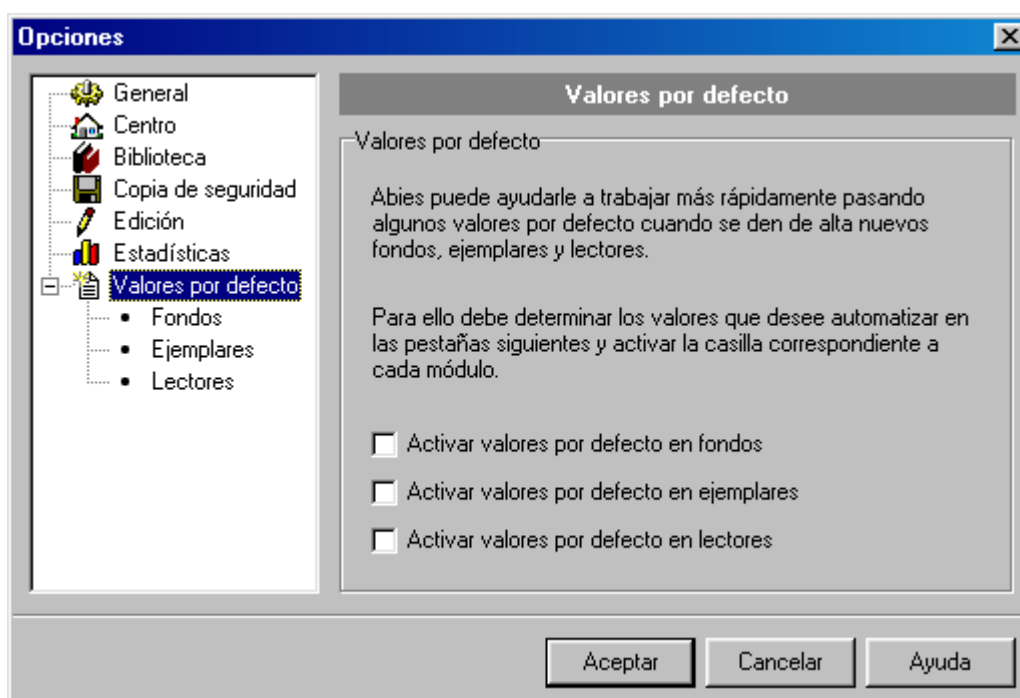 Opciones
General
Centro
Biblioteca
Copia de seguridad
Edición
Estadísticas
Valores por defecto
Fondos
Ejemplares
Lectores
Valores por defecto
Valores por defecto
Abies puede ayudarle a trabajar más rápidamente pasando
algunos valores por defecto cuando se den de alta nuevos
fondos, ejemplares y lectores.
Para ello debe determinar los valores que desee automatizar en
las pestañas siguientes y activar la casilla correspondiente a
cada módulo.
Activar valores por defecto en fondos
Activar valores por defecto en ejemplares
Activar valores por defecto en lectores
Aceptar
Cancelar
Ayuda